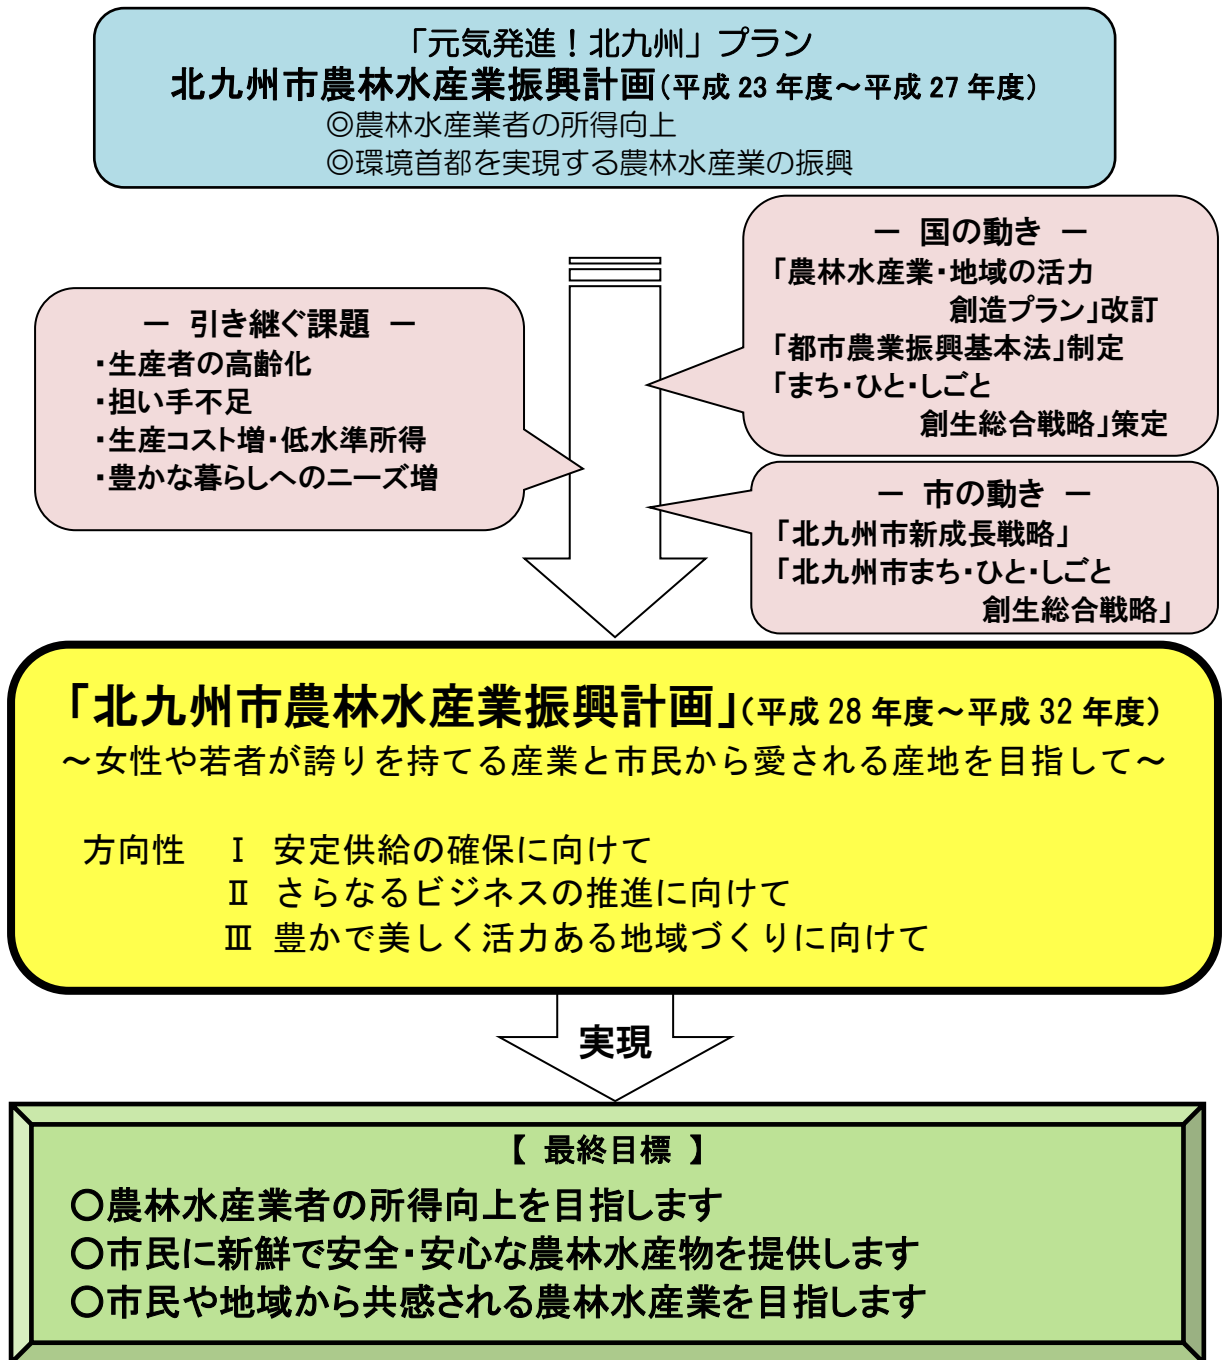 「元気発進！北九州」プラン
北九州市農林水産業振興計画（平成 23 年度～平成 27 年度）
◎農林水産業者の所得向上
◎環境首都を実現する農林水産業の振興
－ 国の動き －
「農林水産業・地域の活力
創造プラン」改訂
「都市農業振興基本法」制定
「まち・ひと・しごと
創生総合戦略」策定
－ 引き継ぐ課題 －
・生産者の高齢化
・担い手不足
・生産コスト増・低水準所得
・豊かな暮らしへのニーズ増
－ 市の動き －
「北九州市新成長戦略」
「北九州市まち・ひと・しごと
創生総合戦略」
「北九州市農林水産業振興計画」（平成 28 年度～平成 32 年度）
～女性や若者が誇りを持てる産業と市民から愛される産地を目指して～
方向性 Ⅰ 安定供給の確保に向けて
Ⅱ さらなるビジネスの推進に向けて
Ⅲ 豊かで美しく活力ある地域づくりに向けて
実現
【 最終目標 】
○農林水産業者の所得向上を目指します
○市民に新鮮で安全・安心な農林水産物を提供します
○市民や地域から共感される農林水産業を目指します